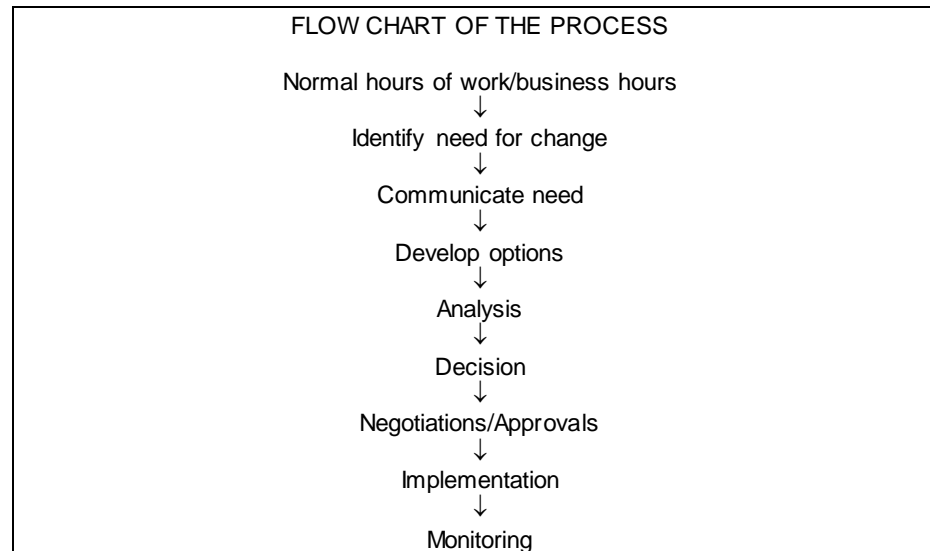 FLOW CHART OF THE PROCESS
Normal hours of work/business hours
↓
Identify need for change
↓
Communicate need
↓
Develop options
↓
Analysis
↓
Decision
↓
Negotiations/Approvals
↓
Implementation
↓
Monitoring